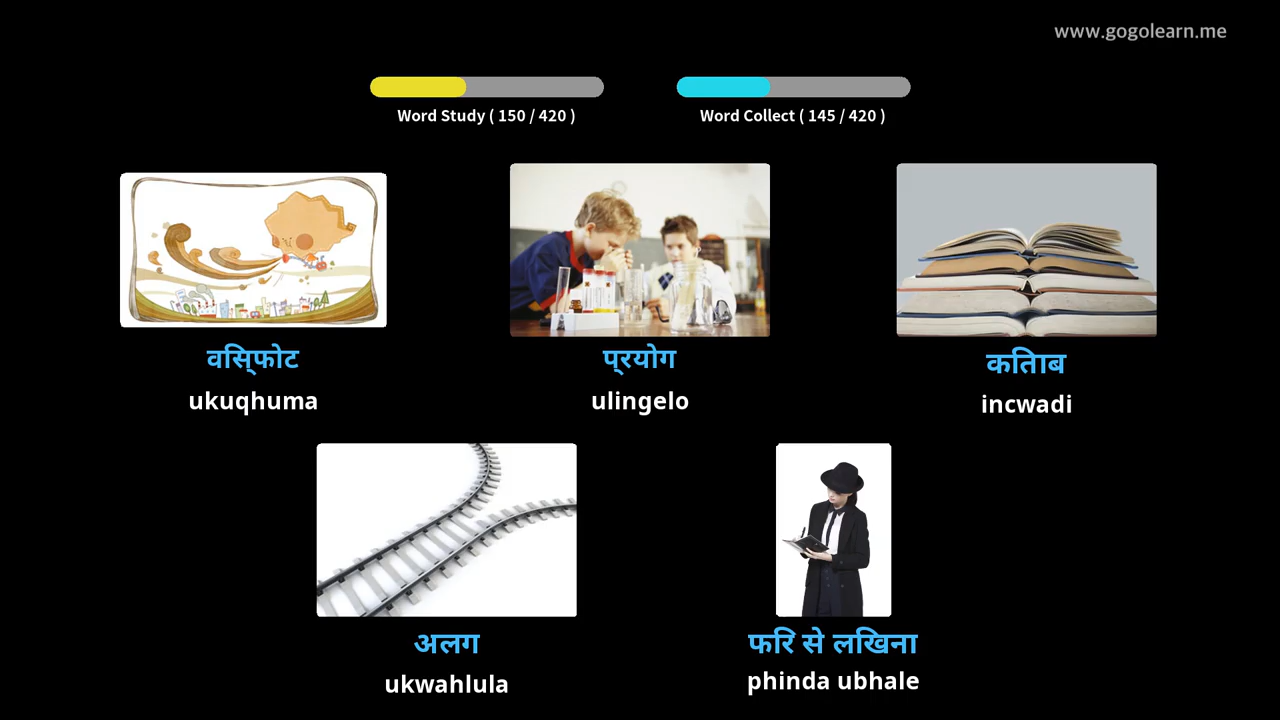 www.gogolearn.me
Word Study ( 150 / 420 )
Word Collect ( 145 / 420 )
विस्फोट
प्रयोग
किताब
ukuqhuma
ulingelo
incwadi
अलग
फिर से लिखना
ukwahlula
phinda ubhale